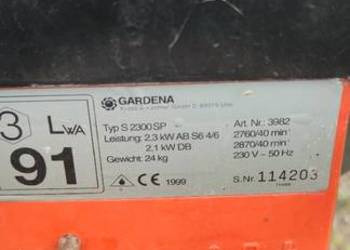 GARDENA
Typ S 2300 SP Art. Nr. 3982
Leistung: 2.3 kW AB S6 4/6 2760/40 min
2.1 kW DB 2870/40 min
Gewicht: 24 kg 230 V ~ 50 Hz
CE 1999 S.Nr. 114203
3 LWA
91